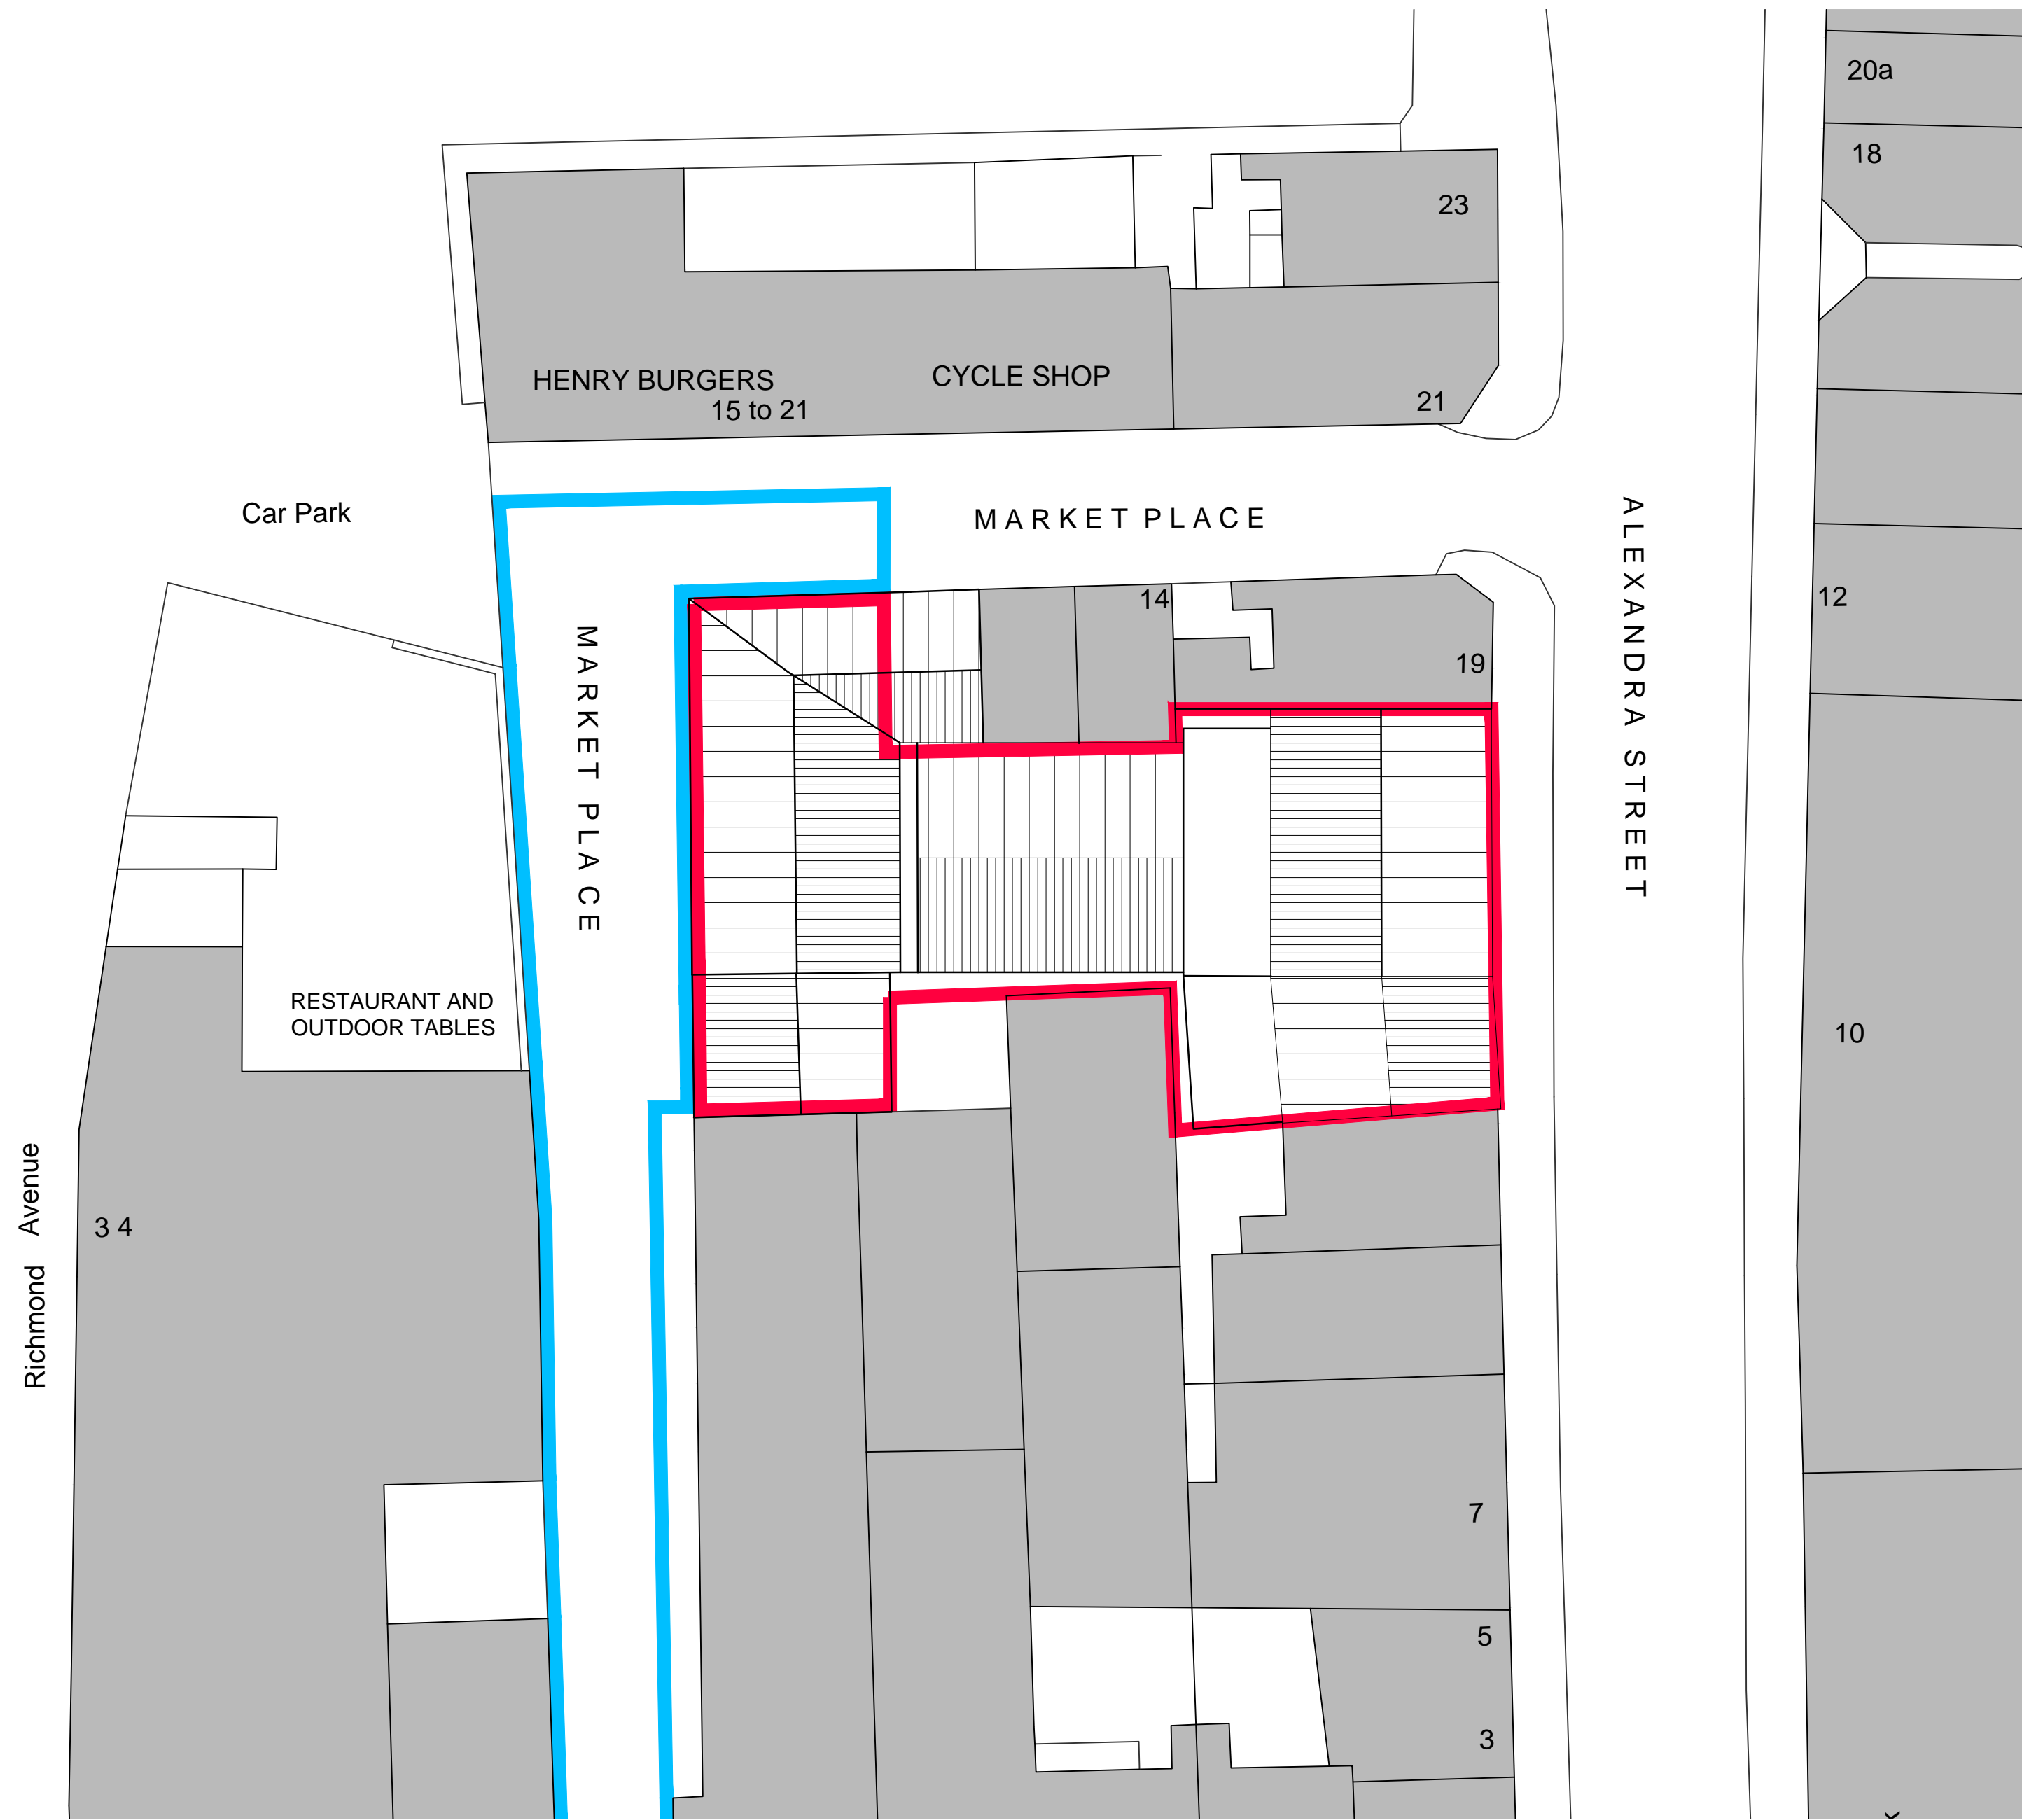 20a
18
23
HENRY BURGERS
15 to 21
CYCLE SHOP
21
Car Park
MARKET PLACE
ALEXANDRA STREET
14
12
MARKET PLACE
19
RESTAURANT AND
OUTDOOR TABLES
10
Richmond Avenue
3 4
7
5
3